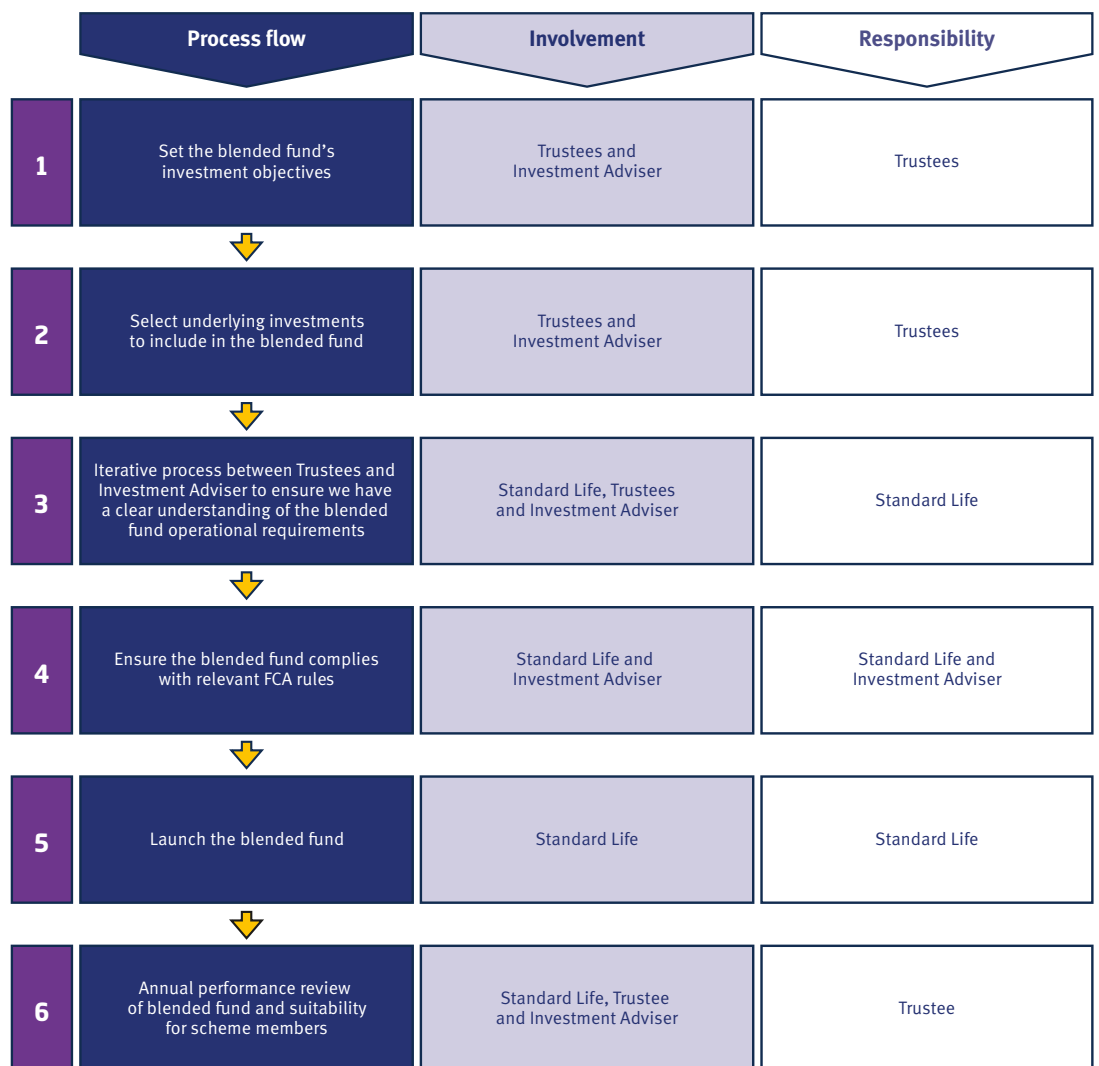 Process flow
Involvement
Responsibility
1
Set the blended fund's
investment objectives
Trustees and
Investment Adviser
Trustees
2
Select underlying investments
to include in the blended fund
Trustees and
Investment Adviser
Trustees
3
Iterative process between Trustees and
Investment Adviser to ensure we have
a clear understanding of the blended
fund operational requirements
Standard Life, Trustees
and Investment Adviser
Standard Life
4
Ensure the blended fund complies
with relevant FCA rules
Standard Life and
Investment Adviser
Standard Life and
Investment Adviser
5
Launch the blended fund
Standard Life
Standard Life
6
Annual performance review
of blended fund and suitability
for scheme members
Standard Life, Trustee
and Investment Adviser
Trustee